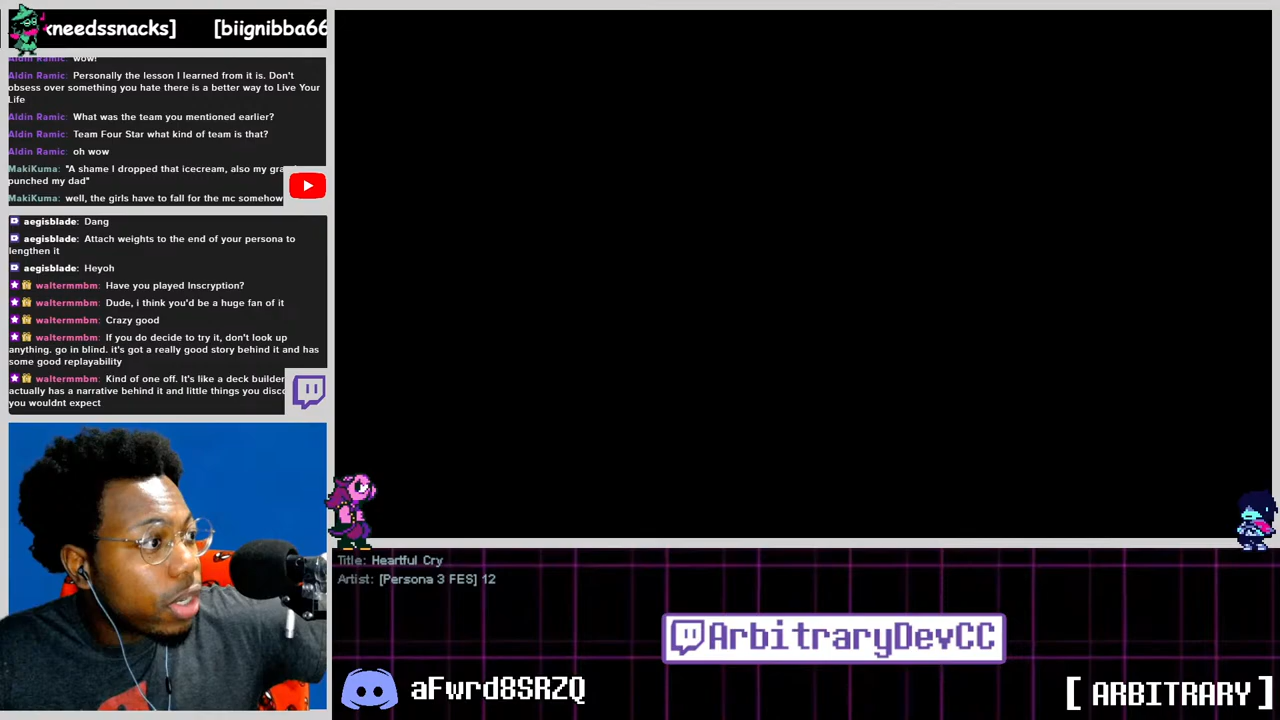 kneedssnacks] [biignibba66
Aldin Ramic: wow!
Aldin Ramic: Personally the lesson I learned from it is. Don't
obsess over something you hate there is a better way to Live Your
Life
Aldin Ramic: What was the team you mentioned earlier?
Aldin Ramic: Team Four Star what kind of team is that?
Aldin Ramic: oh wow
MakiKuma: "A shame I dropped that icecream, also my
punched my dad"
MakiKuma: well, the girls have to fall for the mc somehow
aegisblade: Dang
aegisblade: Attach weights to the end of your persona to
lengthen it
aegisblade: Heyoh
waltermmbm: Have you played Inscryption?
waltermmbm: Dude, i think you'd be a huge fan of it
waltermmbm: Crazy good
waltermmbm: If you do decide to try it, don't look up
anything. go in blind. it's got a really good story behind it and has
some good replayability
waltermmbm: Kind of one off. It's like a deck builder
actually has a narrative behind it and little things you
you wouldnt expect
Title: Heartful Cry
Artist: [Persona 3 FES] 12
ArbitraryDevCC
aFwrd8SRZQ
[ ARBITRARY ]